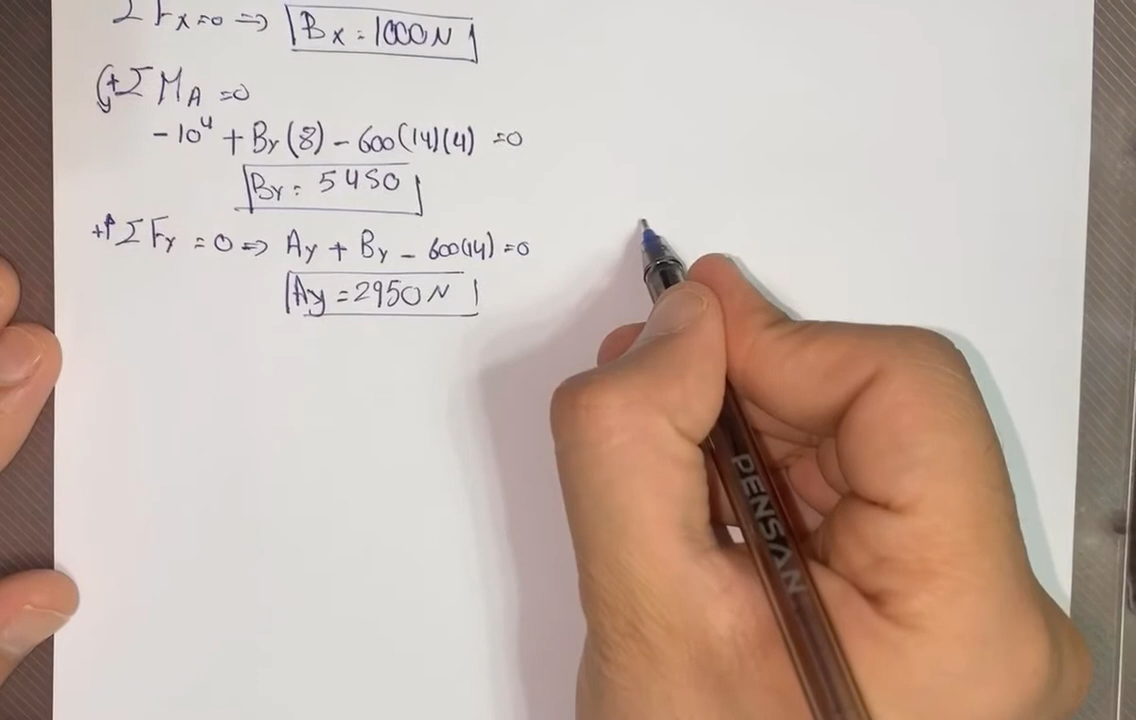 ΣFx=0 ⇒ Bx = 1000N
+ΣMA =0
-10⁴ + By(8) - 600(14)(4) =0
By = 5450
+↑ΣFy = 0 ⇒ Ay + By - 600(14) =0
Ay = 2950N
PENSAN